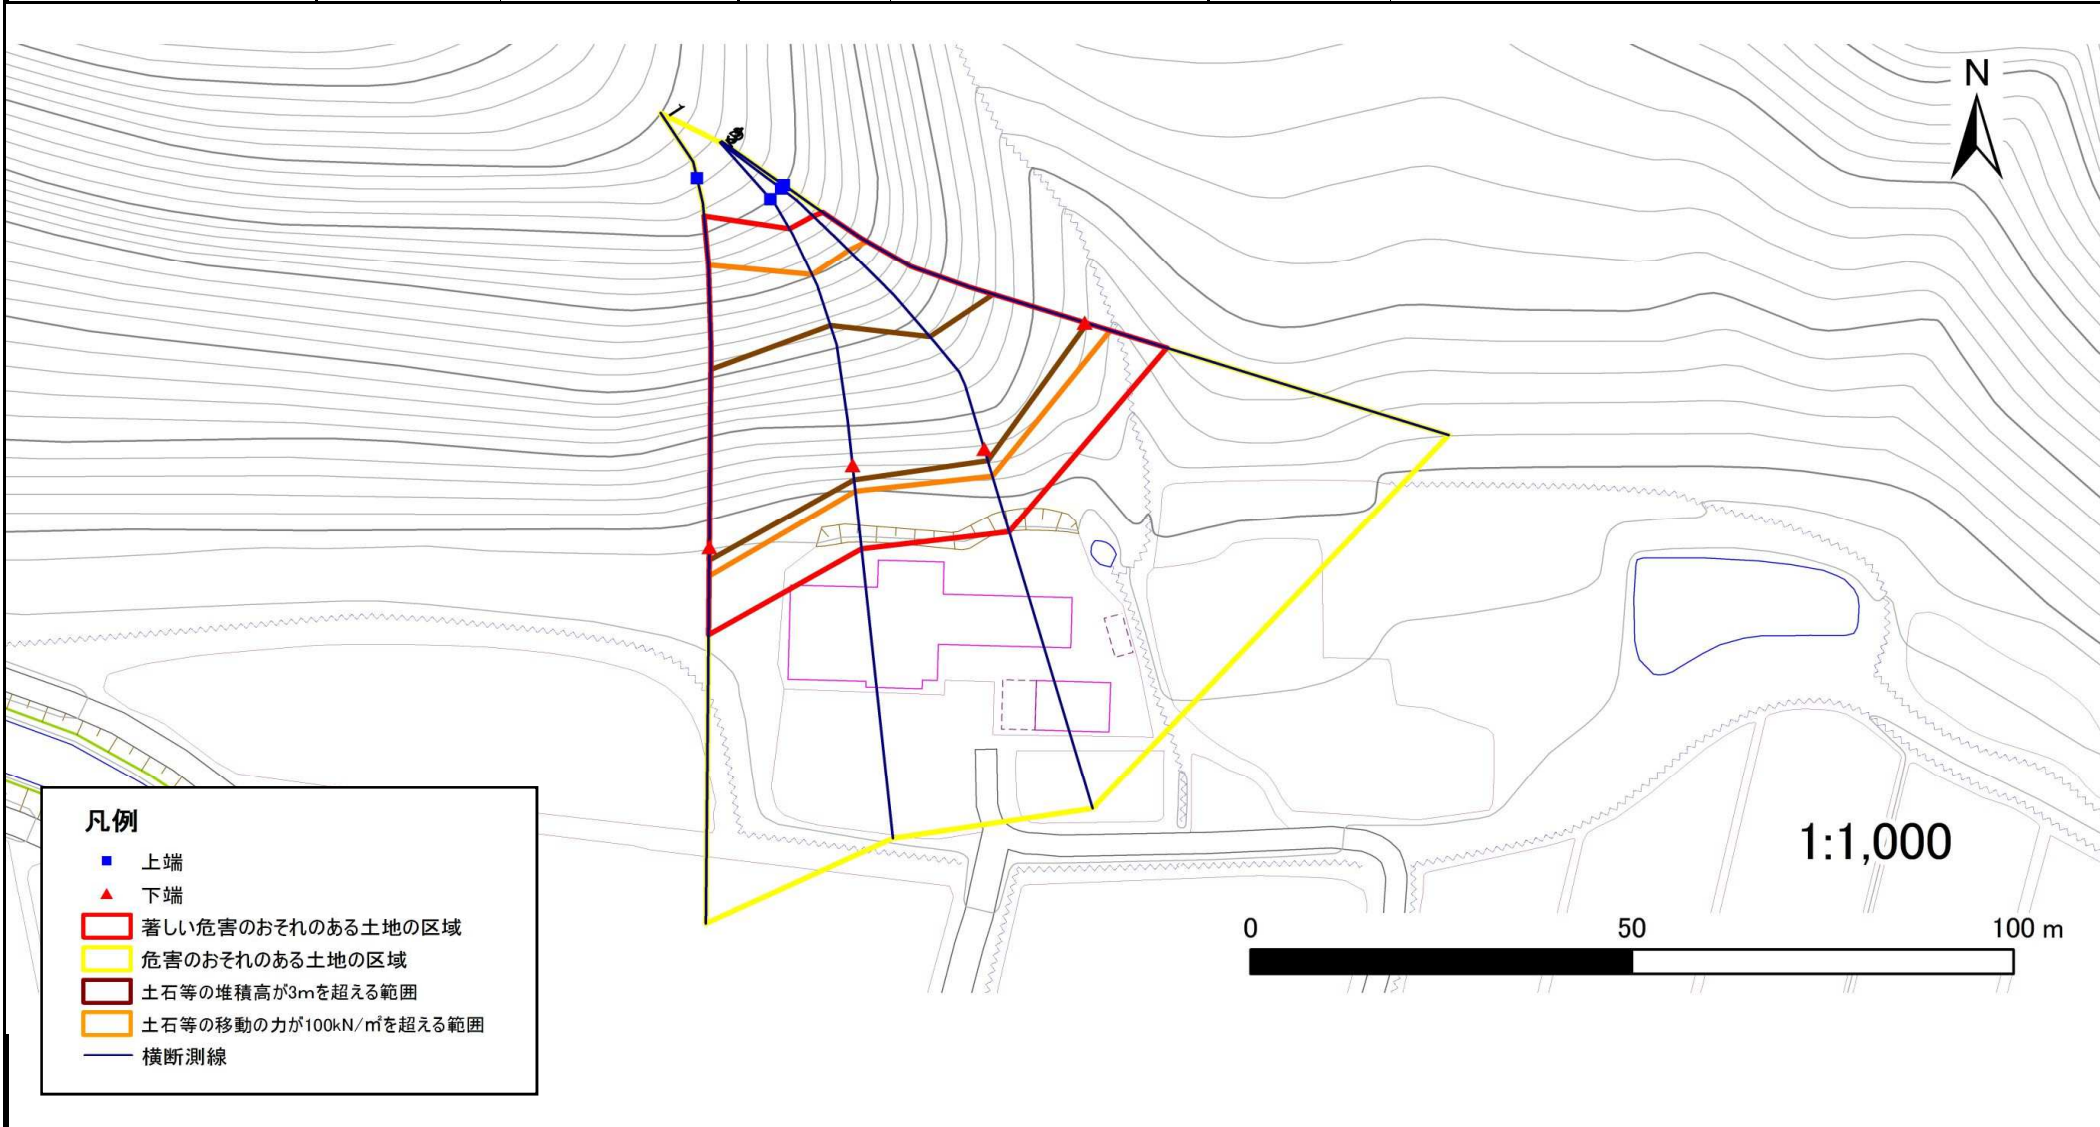 1
N
1:1,000
0 50 100 m
凡例
上端
下端
著しい危害のおそれのある土地の区域
危害のおそれのある土地の区域
土石等の堆積高が3mを超える範囲
土石等の移動の力が100kN/㎡を超える範囲
横断測線